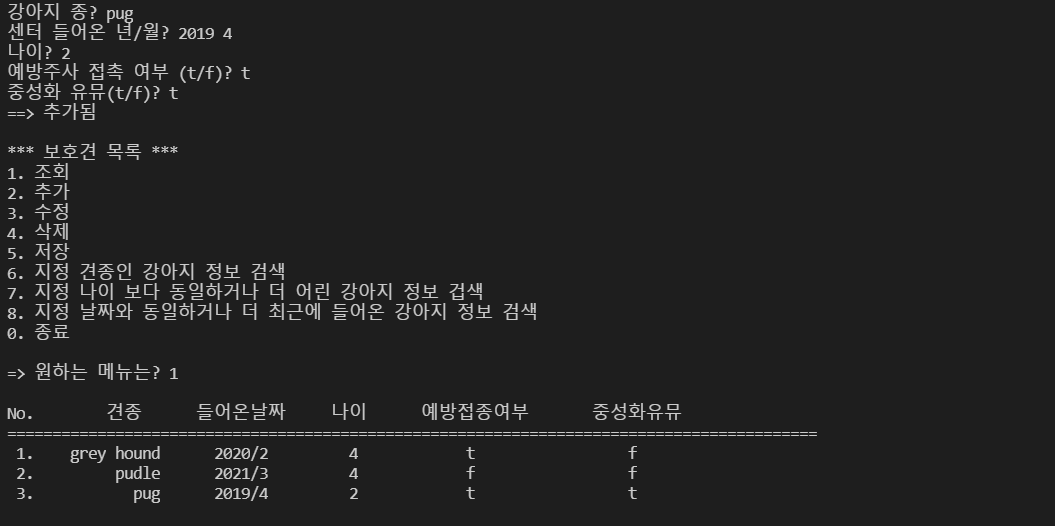 강아지 종? pug
센터 들어온 년/월? 2019 4
나이? 2
예방주사 접촉 여부 (t/f)? t
중성화 유뮤(t/f)? t
==> 추가됨
*** 보호견 목록 ***
1. 조회
2. 추가
3. 수정
4. 삭제
5. 저장
6. 지정 견종인 강아지 정보 검색
7. 지정 나이 보다 동일하거나 더 어린 강아지 정보 겁색
8. 지정 날짜와 동일하거나 더 최근에 들어온 강아지 정보 검색
0. 종료
=> 원하는 메뉴는? 1
No. 견종 들어온날짜 나이 예방접종여부 중성화유뮤
==========================================================================================
1. grey hound 2020/2 4 t f
2. pudle 2021/3 4 f f
3. pug 2019/4 2 t t